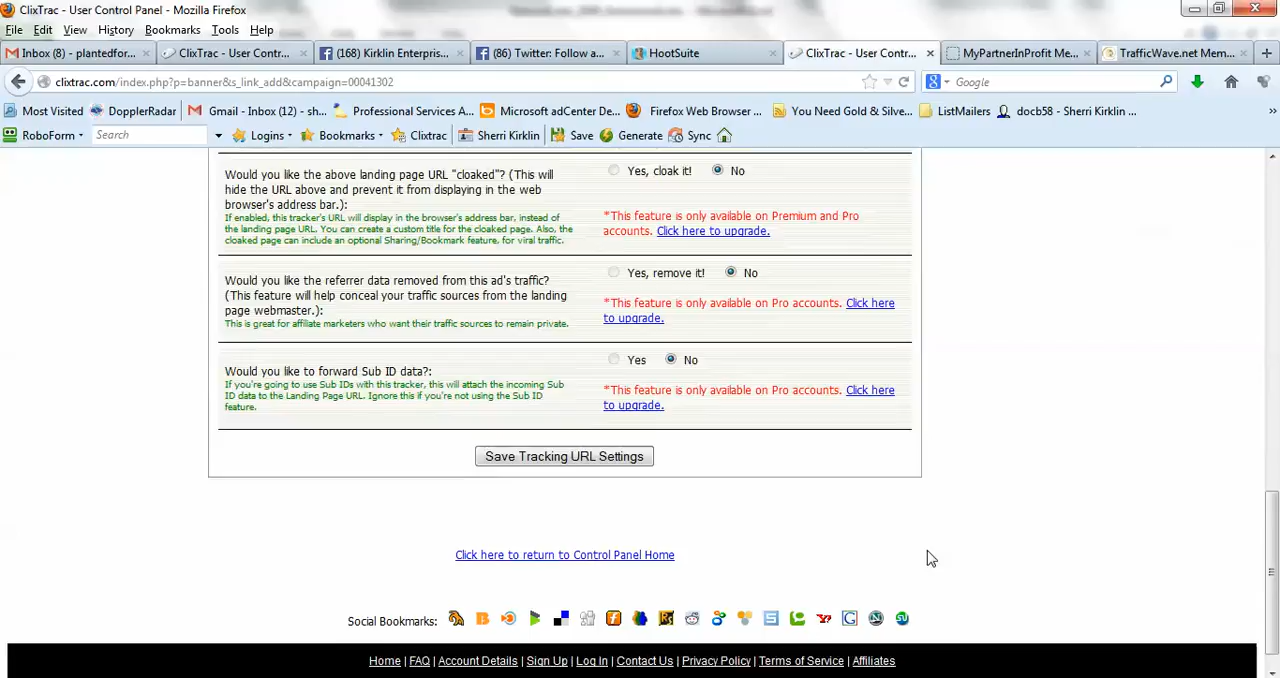 ClixTrac - User Control Panel - Mozilla Firefox
File Edit View History Bookmarks Tools Help
Inbox (8) - plantedfor... × ClixTrac - User Contr... × (168) Kirklin Enterpris... × (86) Twitter: Follow a... × HootSuite × ClixTrac - User Contr... × MyPartnerInProfit Me... × TrafficWave.net Mem... × +
clixtrac.com/index.php?p=banner&s_link_add&campaign=00041302 Google
Most Visited DopplerRadar Gmail - Inbox (12) - sh... Professional Services A... Microsoft adCenter De... Firefox Web Browser ... You Need Gold & Silve... ListMailers docb58 - Sherri Kirklin ... »
RoboForm Search Logins Bookmarks Clixtrac Sherri Kirklin Save Generate Sync
Would you like the above landing page URL "cloaked"? (This will
hide the URL above and prevent it from displaying in the web
browser's address bar.):
If enabled, this tracker's URL will display in the browser's address bar, instead of
the landing page URL. You can create a custom title for the cloaked page. Also, the
cloaked page can include an optional Sharing/Bookmark feature, for viral traffic.
Yes, cloak it! No
*This feature is only available on Premium and Pro
accounts. Click here to upgrade.
Would you like the referrer data removed from this ad's traffic?
(This feature will help conceal your traffic sources from the landing
page webmaster.):
This is great for affiliate marketers who want their traffic sources to remain private.
Yes, remove it! No
*This feature is only available on Pro accounts. Click here
to upgrade.
Would you like to forward Sub ID data?:
If you're going to use Sub IDs with this tracker, this will attach the incoming Sub
ID data to the Landing Page URL. Ignore this if you're not using the Sub ID
feature.
Yes No
*This feature is only available on Pro accounts. Click here
to upgrade.
Save Tracking URL Settings
Click here to return to Control Panel Home
Social Bookmarks:
Home | FAQ | Account Details | Sign Up | Log In | Contact Us | Privacy Policy | Terms of Service | Affiliates